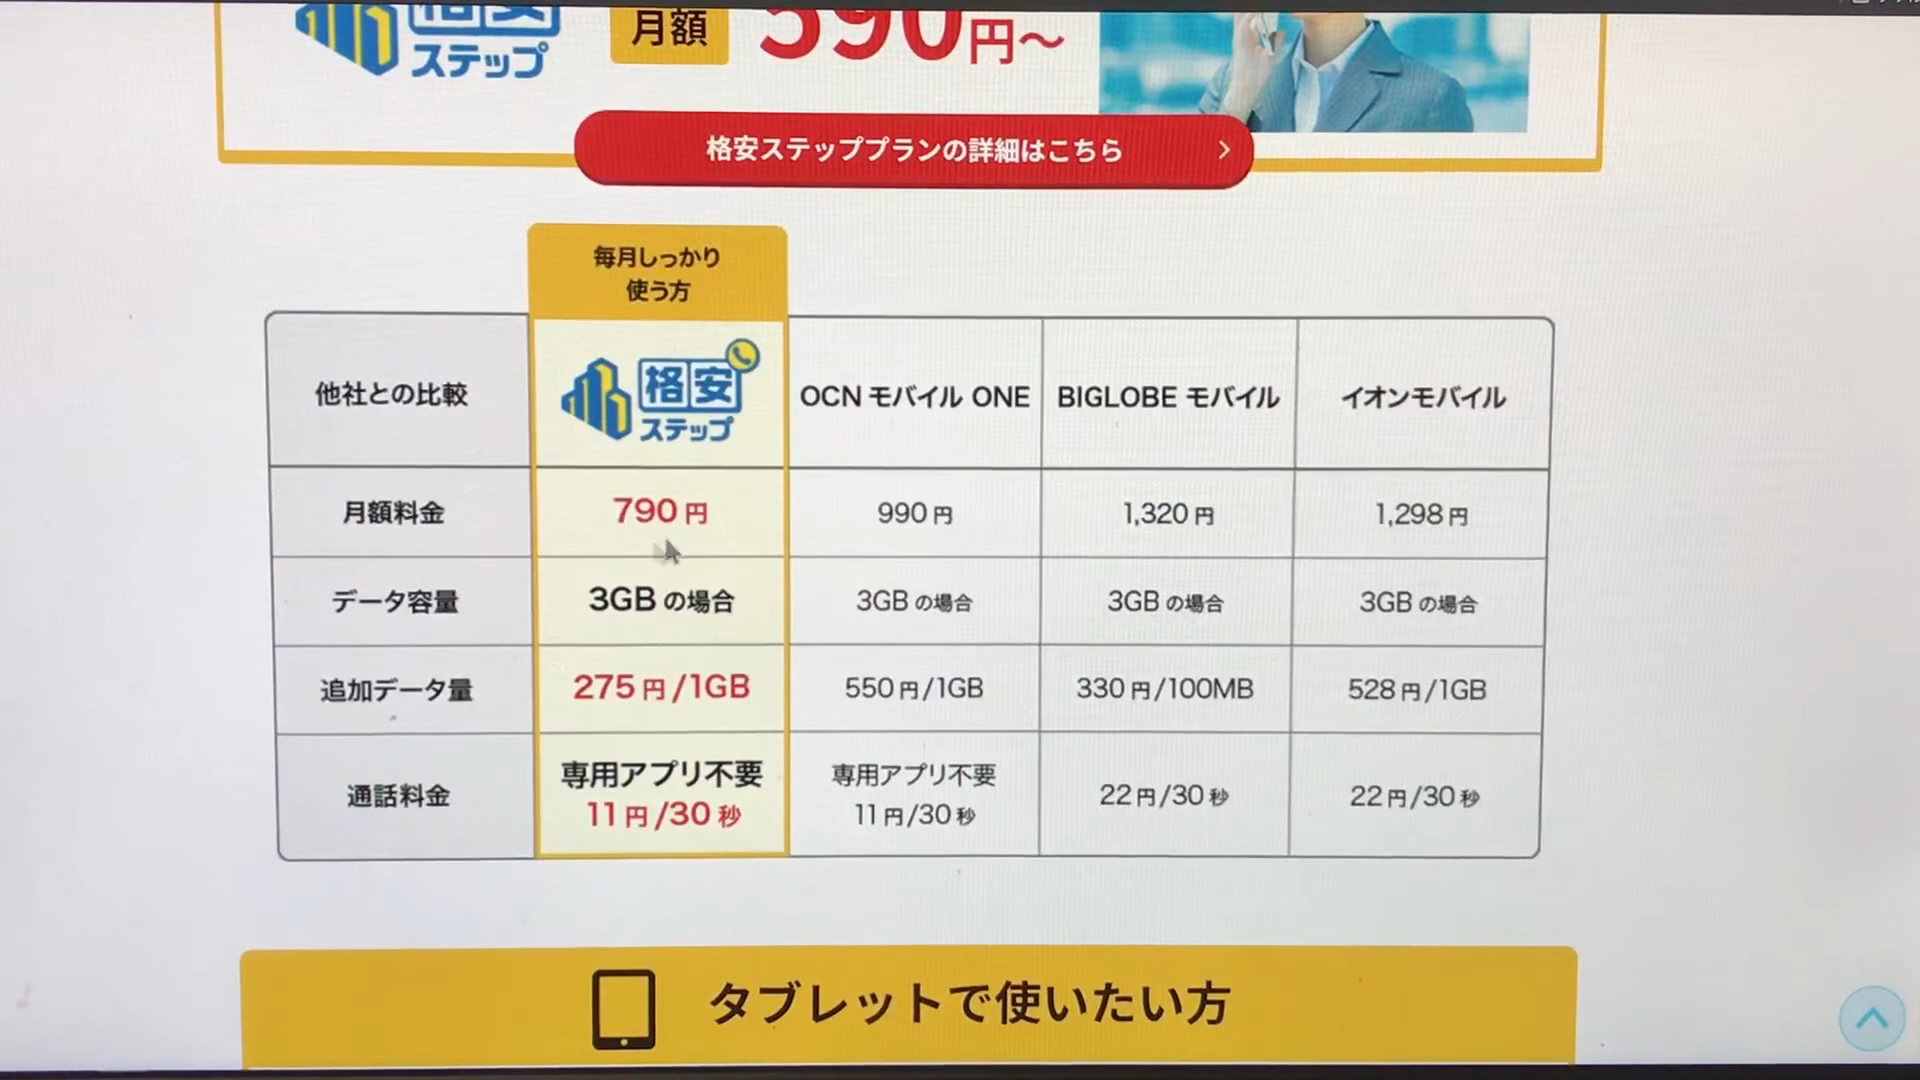 格安
ステップ
月額
590円～
格安ステッププランの詳細はこちら
毎月しっかり
使う方
他社との比較
格安
ステップ
OCN モバイル ONE
BIGLOBE モバイル
イオンモバイル
月額料金
790円
990円
1,320円
1,298円
データ容量
3GBの場合
3GBの場合
3GBの場合
3GBの場合
追加データ量
275円/1GB
550円/1GB
330円/100MB
528円/1GB
通話料金
専用アプリ不要
11円/30秒
専用アプリ不要
11円/30秒
22円/30秒
22円/30秒
タブレットで使いたい方